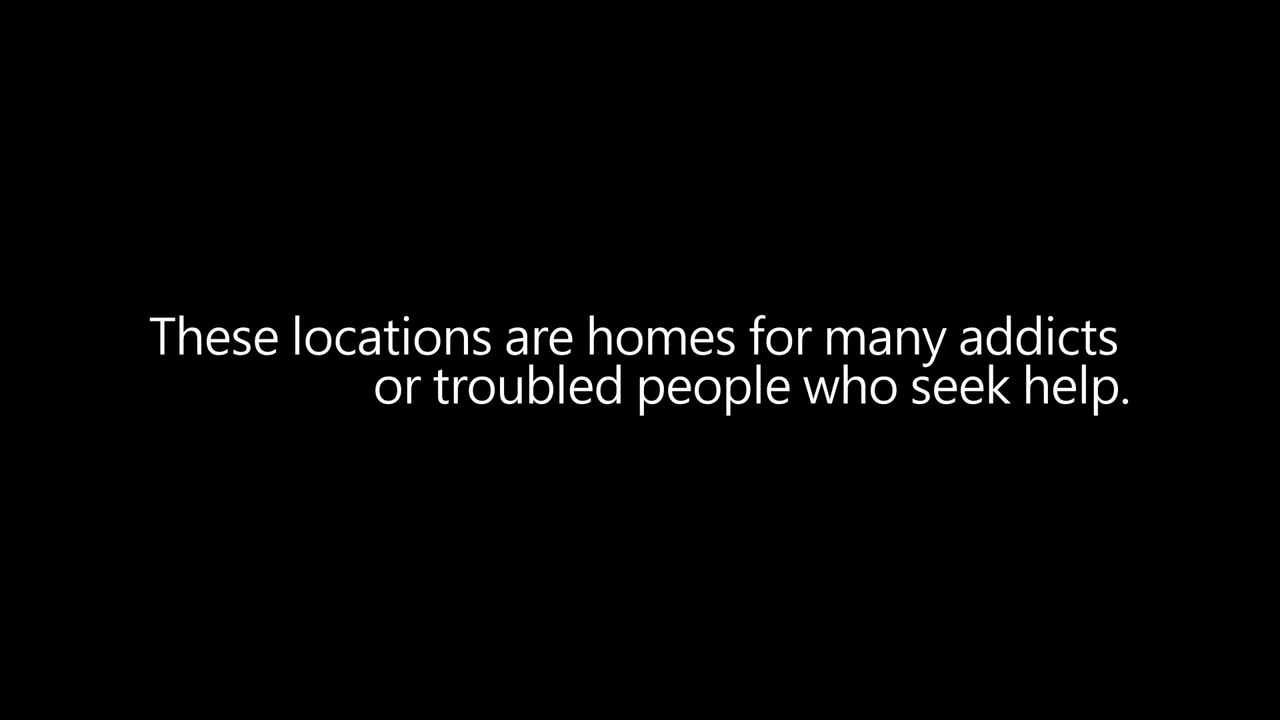 These locations are homes for many addicts
or troubled people who seek help.